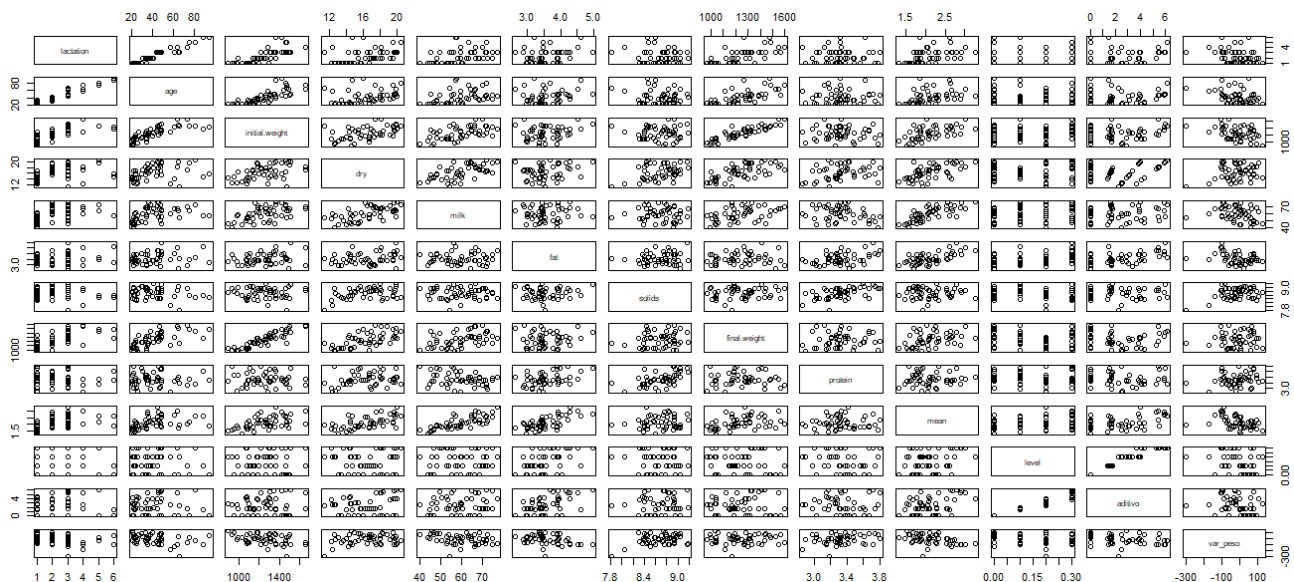 20 40 60 80 12 16 20 3.0 4.0 5.0 1000 1300 1600 1.5 2.5 0 2 4 6
lactation 1 4
20 80 age
initial.weight 1000
12 20 dry
milk 40 70
3.0 fat
solids 7.8 9.0
1000 final.weight
protein 3.0
1.5 mean
level 0.00
0 4 aditivo
var_peso -300
1 2 3 4 5 6 1000 1400 40 50 60 70 7.8 8.4 9.0 3.0 3.4 3.8 0.00 0.15 0.30 -300 -100 100